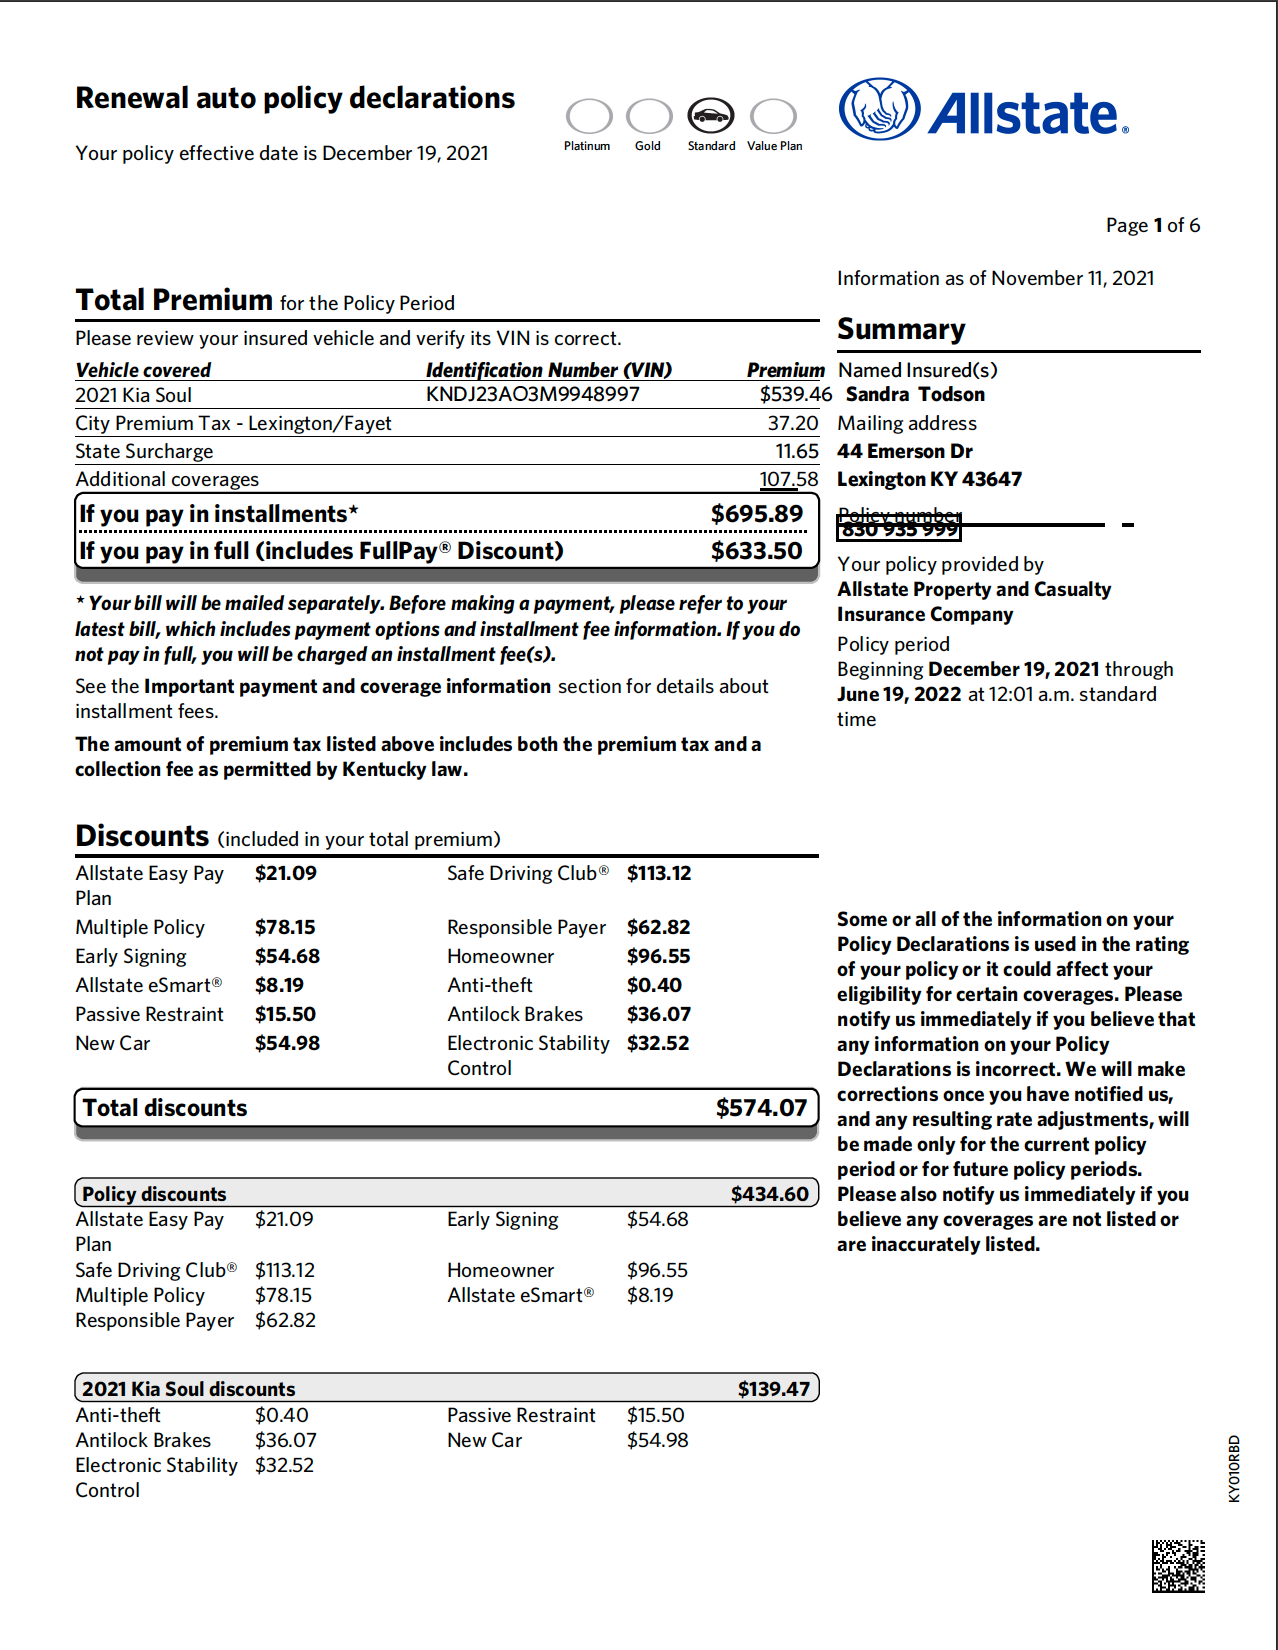 Renewal auto policy declarations
Your policy effective date is December 19, 2021
Platinum Gold Standard Value Plan
Allstate®
Page 1 of 6
Information as of November 11, 2021
Total Premium for the Policy Period
Please review your insured vehicle and verify its VIN is correct.
Vehicle covered Identification Number (VIN) Premium
2021 Kia Soul KNDJ23AO3M9948997 $539.46
City Premium Tax - Lexington/Fayet 37.20
State Surcharge 11.65
Additional coverages 107.58
If you pay in installments* $695.89
If you pay in full (includes FullPay® Discount) $633.50
* Your bill will be mailed separately. Before making a payment, please refer to your
latest bill, which includes payment options and installment fee information. If you do
not pay in full, you will be charged an installment fee(s).
See the Important payment and coverage information section for details about
installment fees.
The amount of premium tax listed above includes both the premium tax and a
collection fee as permitted by Kentucky law.
Summary
Named Insured(s)
Sandra Todson
Mailing address
44 Emerson Dr
Lexington KY 43647
Policy number
830 935 999
Your policy provided by
Allstate Property and Casualty
Insurance Company
Policy period
Beginning December 19, 2021 through
June 19, 2022 at 12:01 a.m. standard
time
Discounts (included in your total premium)
Allstate Easy Pay $21.09 Safe Driving Club® $113.12
Plan
Multiple Policy $78.15 Responsible Payer $62.82
Early Signing $54.68 Homeowner $96.55
Allstate eSmart® $8.19 Anti-theft $0.40
Passive Restraint $15.50 Antilock Brakes $36.07
New Car $54.98 Electronic Stability $32.52
Control
Total discounts $574.07
Policy discounts $434.60
Allstate Easy Pay $21.09 Early Signing $54.68
Plan
Safe Driving Club® $113.12 Homeowner $96.55
Multiple Policy $78.15 Allstate eSmart® $8.19
Responsible Payer $62.82
2021 Kia Soul discounts $139.47
Anti-theft $0.40 Passive Restraint $15.50
Antilock Brakes $36.07 New Car $54.98
Electronic Stability $32.52
Control
Some or all of the information on your
Policy Declarations is used in the rating
of your policy or it could affect your
eligibility for certain coverages. Please
notify us immediately if you believe that
any information on your Policy
Declarations is incorrect. We will make
corrections once you have notified us,
and any resulting rate adjustments, will
be made only for the current policy
period or for future policy periods.
Please also notify us immediately if you
believe any coverages are not listed or
are inaccurately listed.
KY010RBD